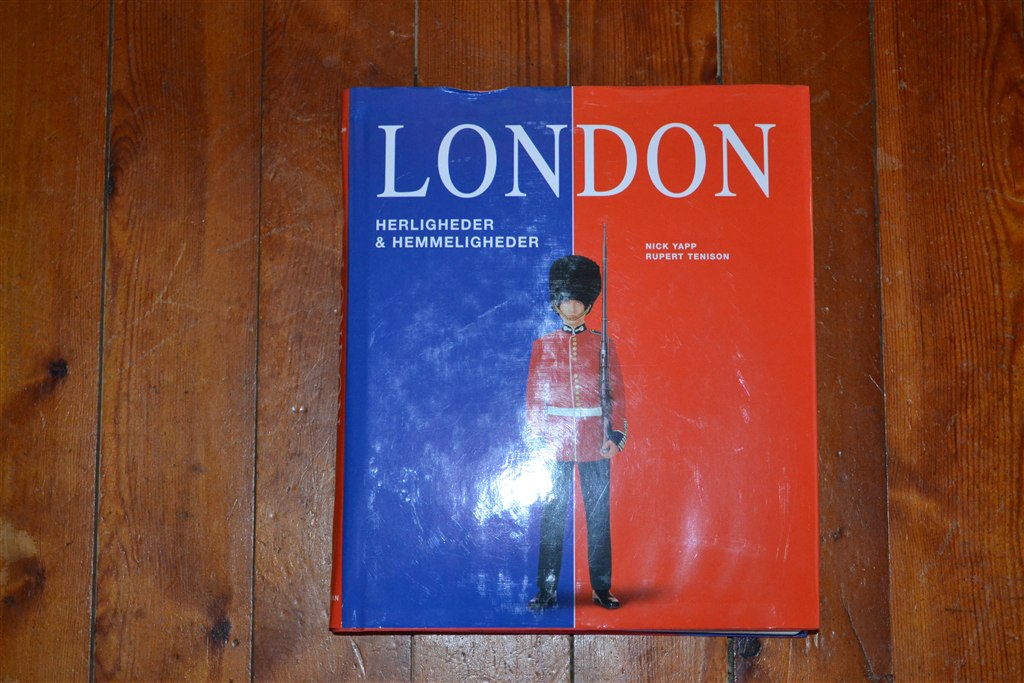 LONDON
HERLIGHEDER
& HEMMELIGHEDER
NICK YAPP
RUPERT TENISON